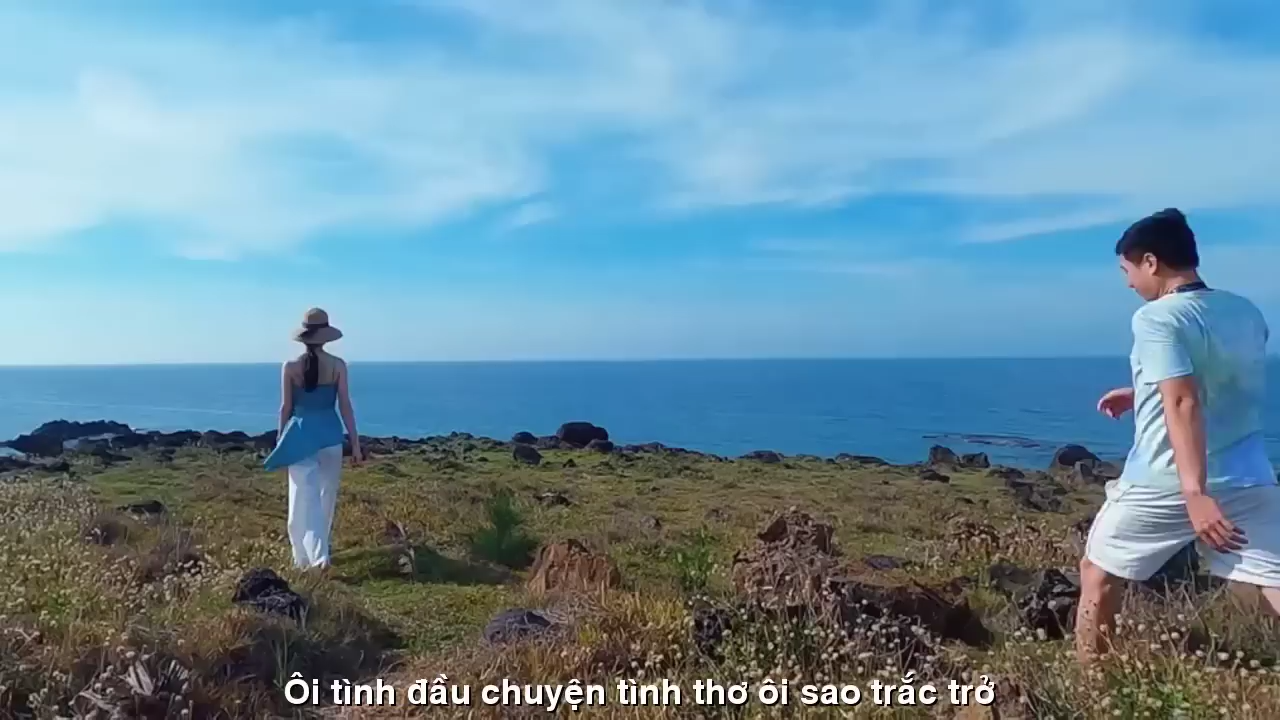 Ôi tình đầu chuyện tình thơ ôi sao trắc trở